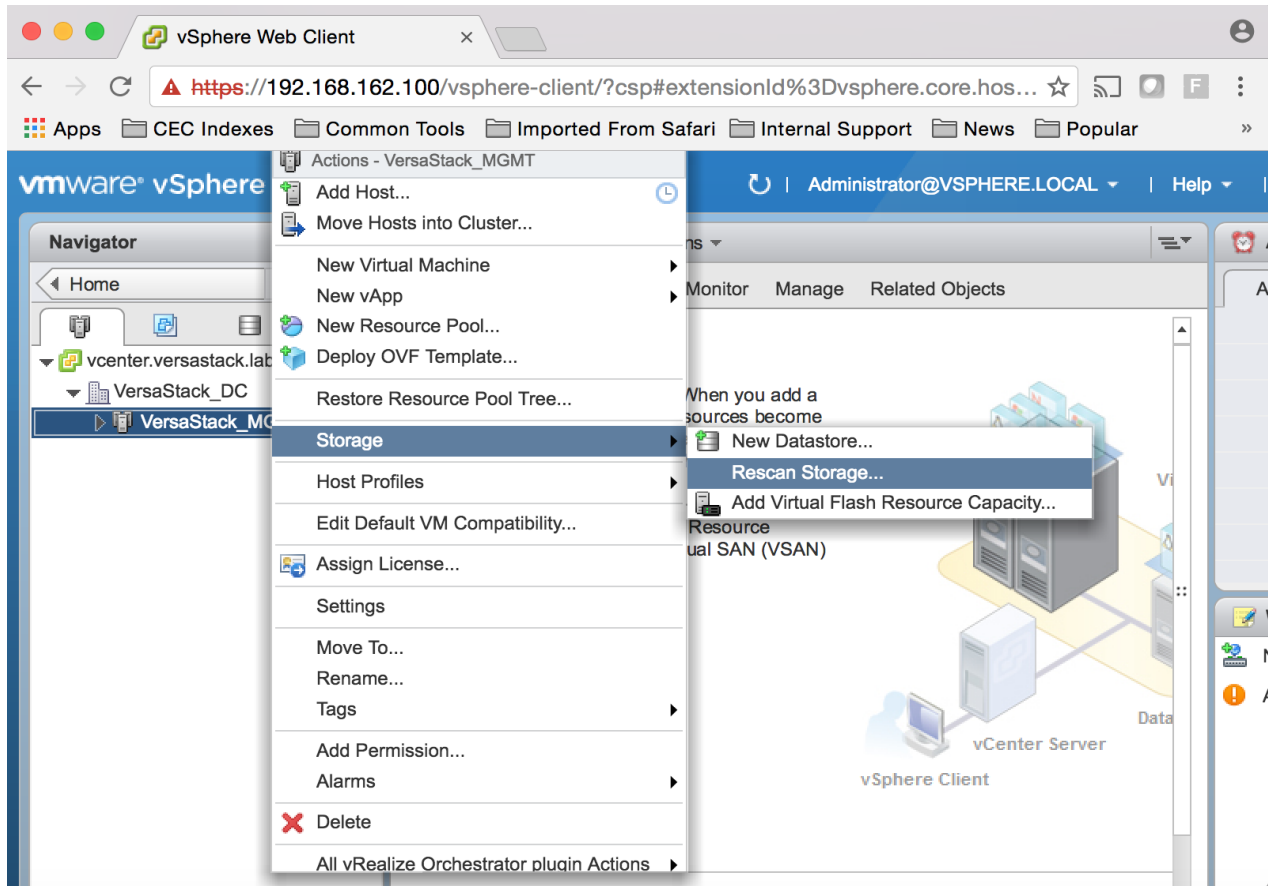 vSphere Web Client
https://192.168.162.100/vsphere-client/?csp#extensionId%3Dvsphere.core.hos...
F
Apps CEC Indexes Common Tools Imported From Safari Internal Support News Popular »
vmware® vSphere
Administrator@VSPHERE.LOCAL | Help
Navigator
Home
vcenter.versastack.lab
VersaStack_DC
VersaStack_MG
Actions - VersaStack_MGMT
Add Host...
Move Hosts into Cluster...
New Virtual Machine
New vApp
New Resource Pool...
Deploy OVF Template...
Restore Resource Pool Tree...
Storage
Host Profiles
Edit Default VM Compatibility...
Assign License...
Settings
Move To...
Rename...
Tags
Add Permission...
Alarms
Delete
All vRealize Orchestrator plugin Actions
New Datastore...
Rescan Storage...
Add Virtual Flash Resource Capacity...
ns
Monitor Manage Related Objects
When you add a
sources become
Resource
ual SAN (VSAN)
Vi
Data
vCenter Server
vSphere Client
A